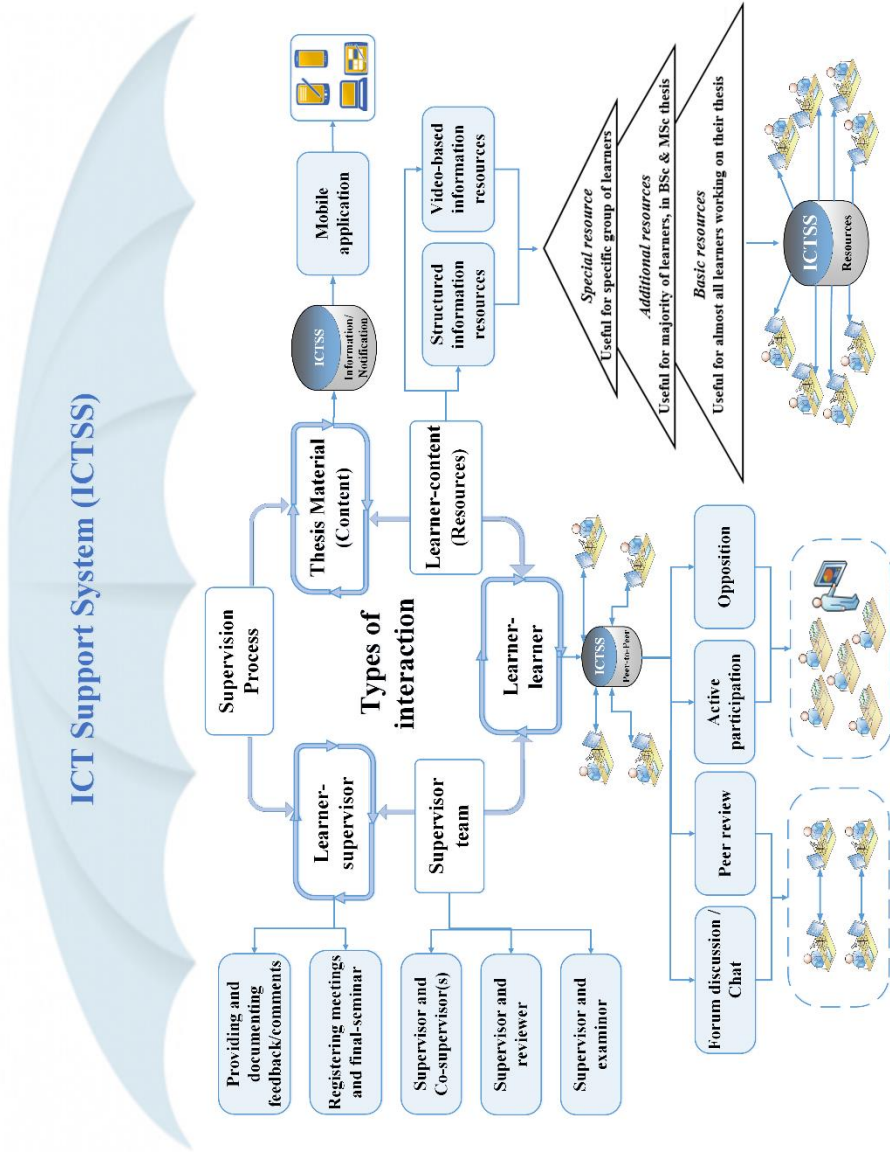 ICT Support System (ICTSS)
Supervision
Process
Providing and
documenting
feedback/comments
Registering meetings
and final-seminar
Learner-
supervisor
Types of
interaction
Thesis Material
(Content)
ICTSS
Information/
Notification
Mobile
application
Supervisor
team
Learner-content
(Resources)
Structured
information
resources
Video-based
information
resources
Supervisor and
Co-supervisor(s)
Supervisor and
reviewer
Supervisor and
examinor
Learner-
learner
ICTSS
Peer-to-Peer
Special resource
Useful for specific group of learners
Additional resources
Useful for majority of learners, in BSc & MSc thesis
Basic resources
Useful for almost all learners working on their thesis
Forum discussion /
Chat
Peer review
Active
participation
Opposition
ICTSS
Resources